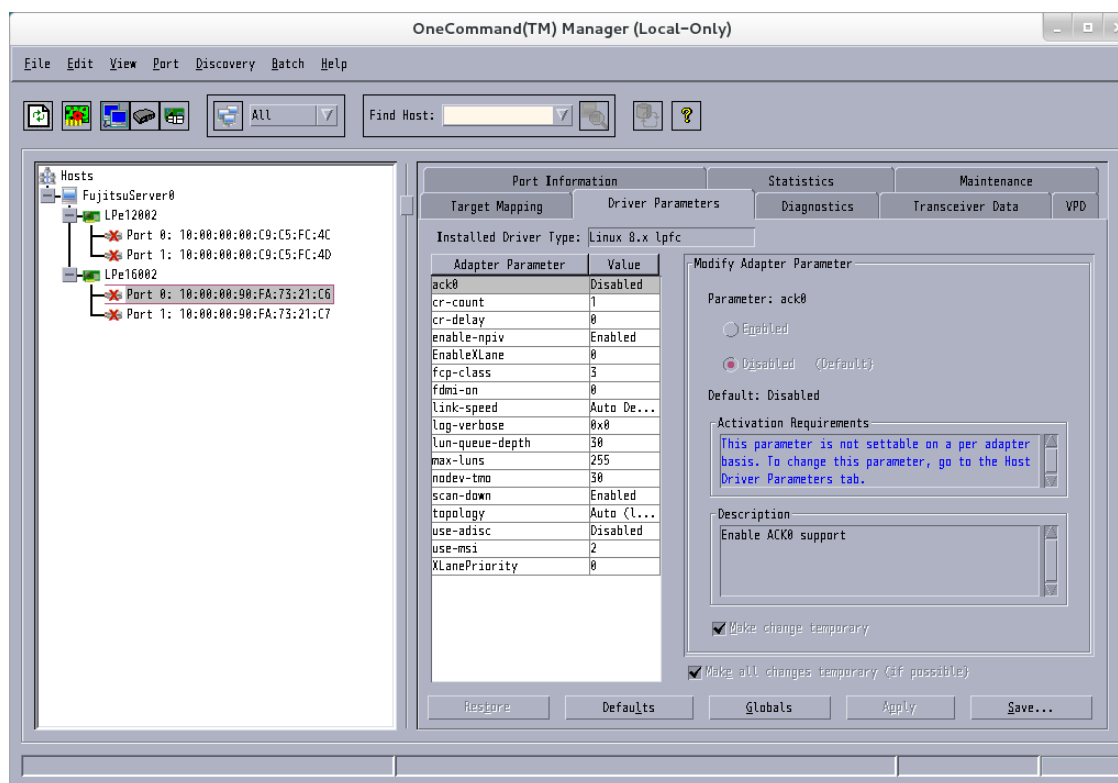 OneCommand(TM) Manager (Local-Only)
File Edit View Port Discovery Batch Help
All
Find Host:
Hosts
FujitsuServer0
LPe12002
Port 0: 10:00:00:00:C9:C5:FC:4C
Port 1: 10:00:00:00:C9:C5:FC:4D
LPe16002
Port 0: 10:00:00:90:FA:73:21:C6
Port 1: 10:00:00:90:FA:73:21:C7
Port Information Statistics Maintenance
Target Mapping Driver Parameters Diagnostics Transceiver Data VPD
Installed Driver Type: Linux 8.x lpfc
Adapter Parameter Value
ack0 Disabled
cr-count 1
cr-delay 0
enable-npiv Enabled
EnableXLane 0
fcp-class 3
fdmi-on 0
link-speed Auto De...
log-verbose 0x0
lun-queue-depth 30
max-luns 255
nodev-tmo 30
scan-down Enabled
topology Auto (l...
use-adisc Disabled
use-msi 2
XLanePriority 0
Modify Adapter Parameter
Parameter: ack0
Enabled
Disabled (Default)
Default: Disabled
Activation Requirements
This parameter is not settable on a per adapter
basis. To change this parameter, go to the Host
Driver Parameters tab.
Description
Enable ACK0 support
Make change temporary
Make all changes temporary (if possible)
Restore Defaults Globals Apply Save...